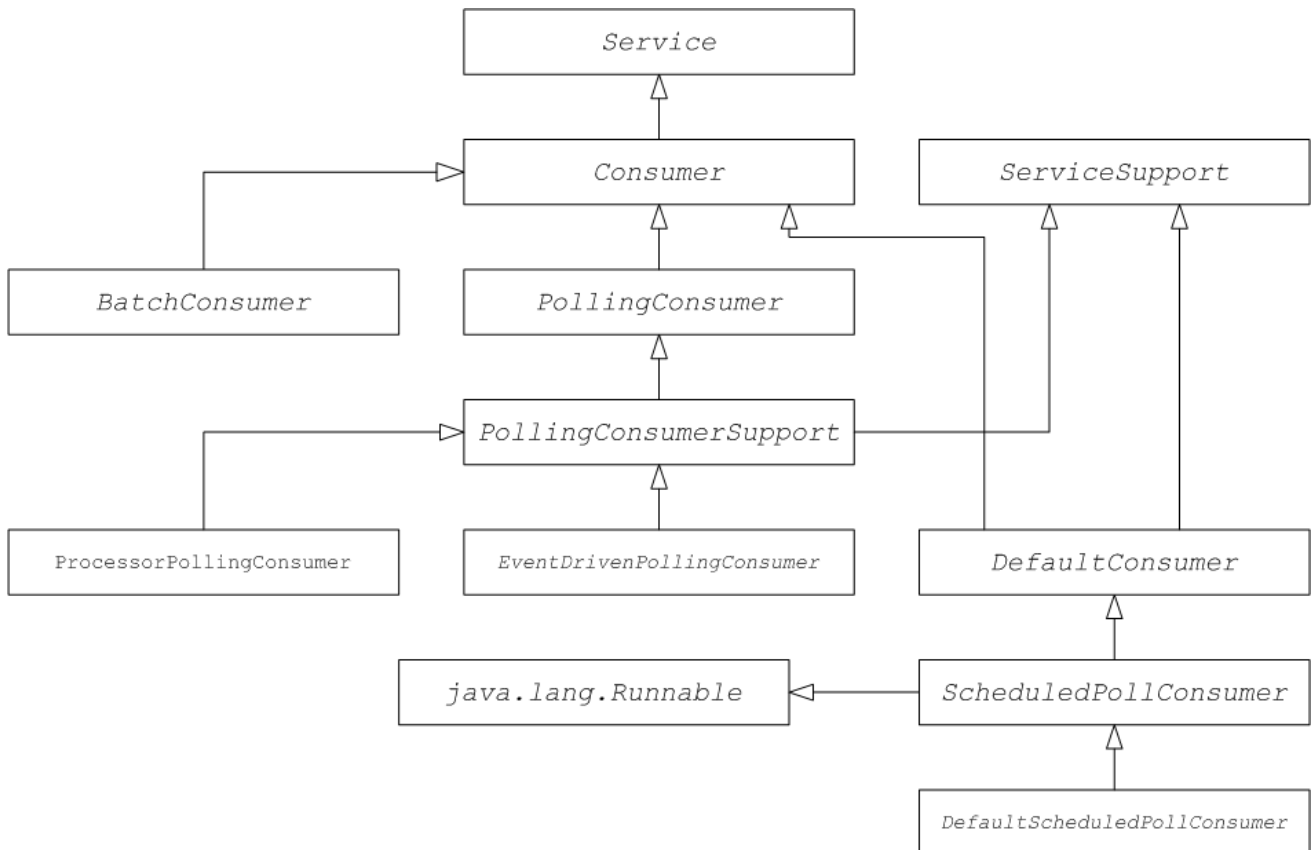 Service
Consumer
ServiceSupport
BatchConsumer
PollingConsumer
PollingConsumerSupport
ProcessorPollingConsumer
EventDrivenPollingConsumer
DefaultConsumer
java.lang.Runnable
ScheduledPollConsumer
DefaultScheduledPollConsumer